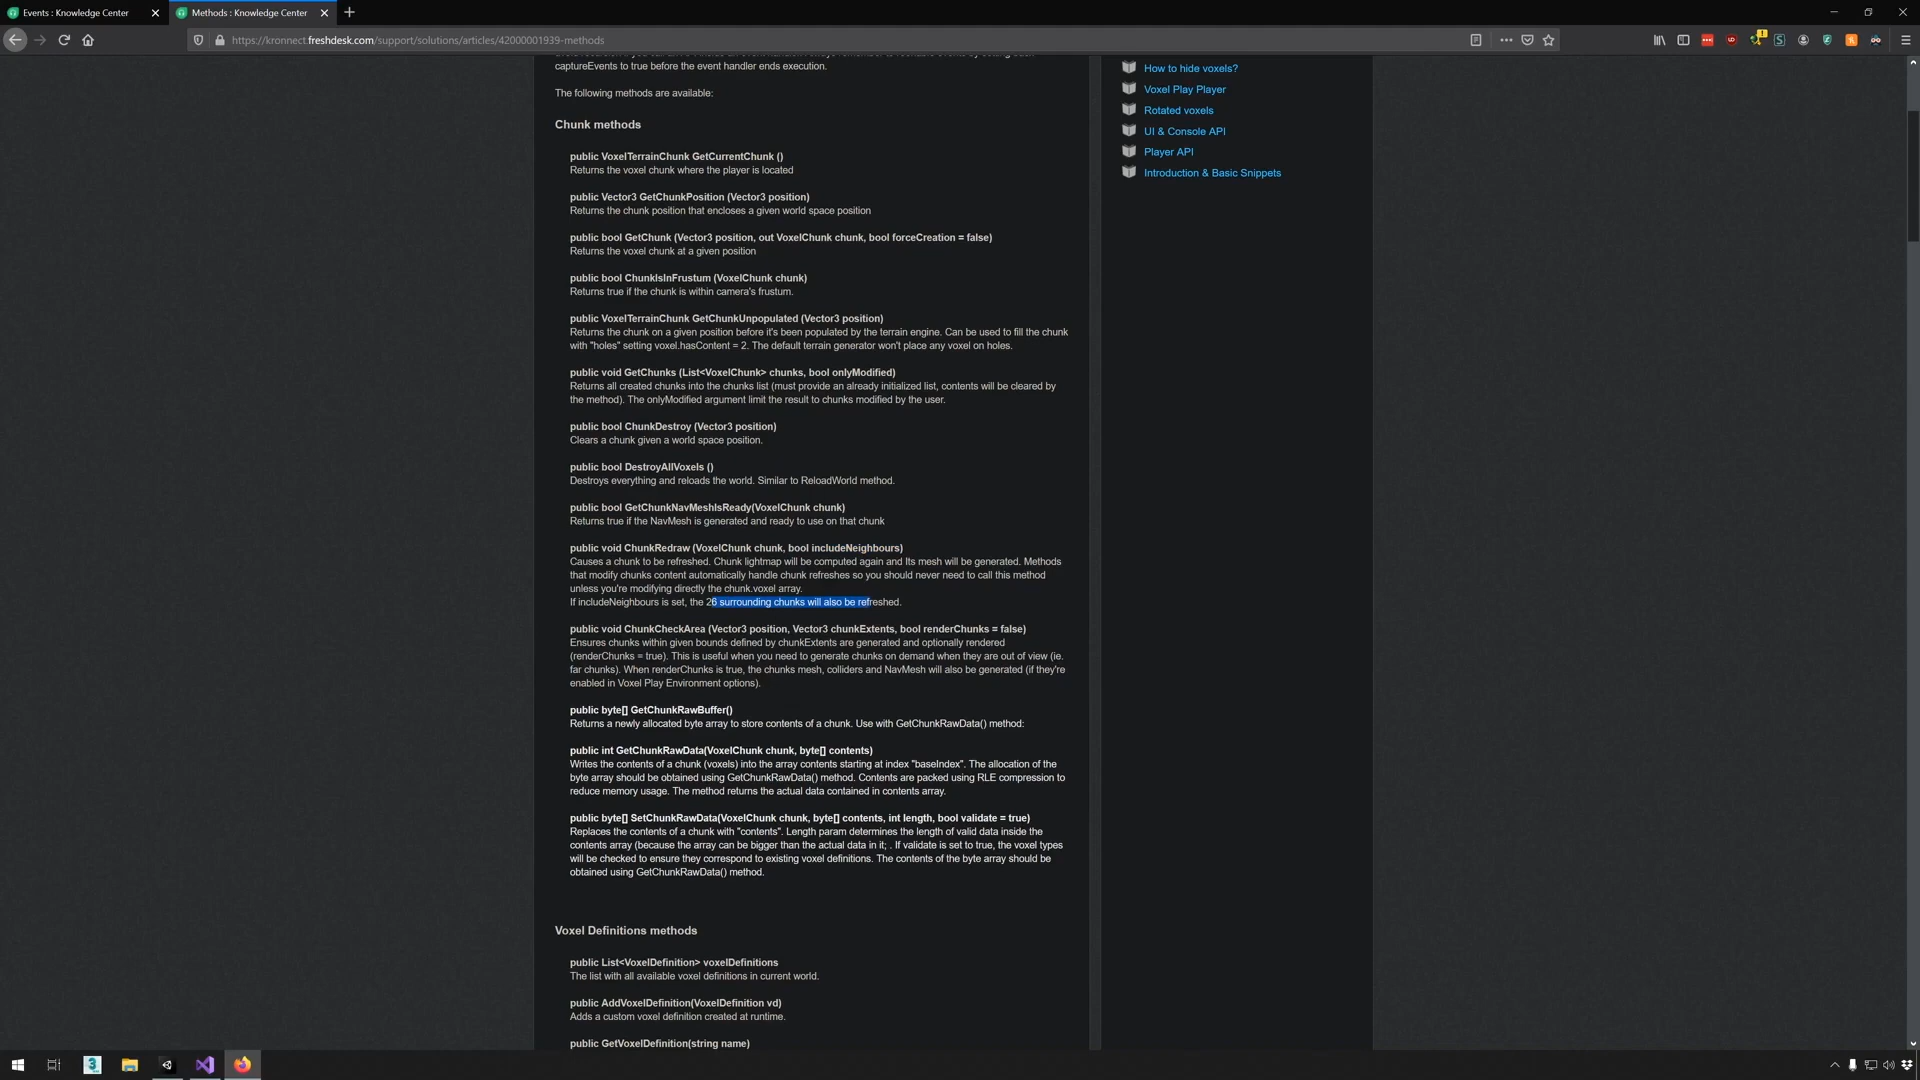 Events : Knowledge Center
Methods : Knowledge Center
https://kronnect.freshdesk.com/support/solutions/articles/42000001939-methods
captureEvents to true before the event handler ends execution.
The following methods are available:
Chunk methods
public VoxelTerrainChunk GetCurrentChunk ()
Returns the voxel chunk where the player is located
public Vector3 GetChunkPosition (Vector3 position)
Returns the chunk position that encloses a given world space position
public bool GetChunk (Vector3 position, out VoxelChunk chunk, bool forceCreation = false)
Returns the voxel chunk at a given position
public bool ChunkIsInFrustum (VoxelChunk chunk)
Returns true if the chunk is within camera's frustum.
public VoxelTerrainChunk GetChunkUnpopulated (Vector3 position)
Returns the chunk on a given position before it's been populated by the terrain engine. Can be used to fill the chunk
with "holes" setting voxel.hasContent = 2. The default terrain generator won't place any voxel on holes.
public void GetChunks (List<VoxelChunk> chunks, bool onlyModified)
Returns all created chunks into the chunks list (must provide an already initialized list, contents will be cleared by
the method). The onlyModified argument limit the result to chunks modified by the user.
public bool ChunkDestroy (Vector3 position)
Clears a chunk given a world space position.
public bool DestroyAllVoxels ()
Destroys everything and reloads the world. Similar to ReloadWorld method.
public bool GetChunkNavMeshIsReady(VoxelChunk chunk)
Returns true if the NavMesh is generated and ready to use on that chunk
public void ChunkRedraw (VoxelChunk chunk, bool includeNeighbours)
Causes a chunk to be refreshed. Chunk lightmap will be computed again and Its mesh will be generated. Methods
that modify chunks content automatically handle chunk refreshes so you should never need to call this method
unless you're modifying directly the chunk.voxel array.
If includeNeighbours is set, the 26 surrounding chunks will also be refreshed.
public void ChunkCheckArea (Vector3 position, Vector3 chunkExtents, bool renderChunks = false)
Ensures chunks within given bounds defined by chunkExtents are generated and optionally rendered
(renderChunks = true). This is useful when you need to generate chunks on demand when they are out of view (ie.
far chunks). When renderChunks is true, the chunks mesh, colliders and NavMesh will also be generated (if they're
enabled in Voxel Play Environment options).
public byte[] GetChunkRawBuffer()
Returns a newly allocated byte array to store contents of a chunk. Use with GetChunkRawData() method:
public int GetChunkRawData(VoxelChunk chunk, byte[] contents)
Writes the contents of a chunk (voxels) into the array contents starting at index "baseIndex". The allocation of the
byte array should be obtained using GetChunkRawData() method. Contents are packed using RLE compression to
reduce memory usage. The method returns the actual data contained in contents array.
public byte[] SetChunkRawData(VoxelChunk chunk, byte[] contents, int length, bool validate = true)
Replaces the contents of a chunk with "contents". Length param determines the length of valid data inside the
contents array (because the array can be bigger than the actual data in it; . If validate is set to true, the voxel types
will be checked to ensure they correspond to existing voxel definitions. The contents of the byte array should be
obtained using GetChunkRawData() method.
Voxel Definitions methods
public List<VoxelDefinition> voxelDefinitions
The list with all available voxel definitions in current world.
public AddVoxelDefinition(VoxelDefinition vd)
Adds a custom voxel definition created at runtime.
public GetVoxelDefinition(string name)
How to hide voxels?
Voxel Play Player
Rotated voxels
UI & Console API
Player API
Introduction & Basic Snippets